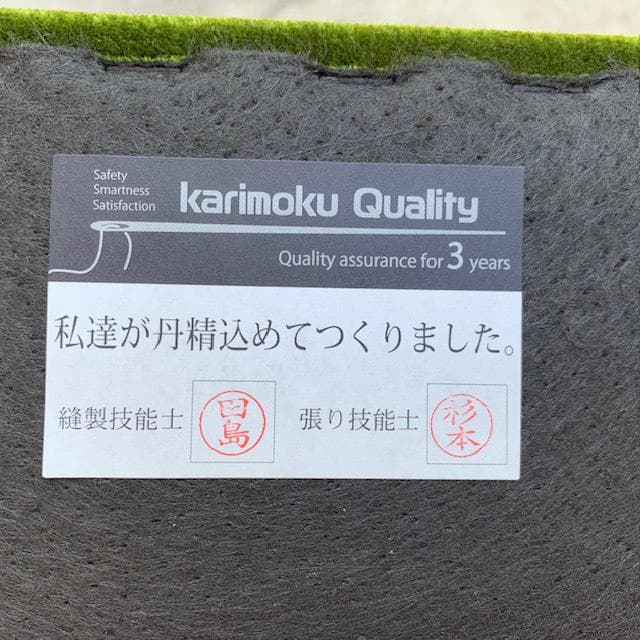 Safety
Smartness
Satisfaction
karimoku Quality
Quality assurance for 3 years
私達が丹精込めてつくりました。
縫製技能士 田島 張り技能士 杉本